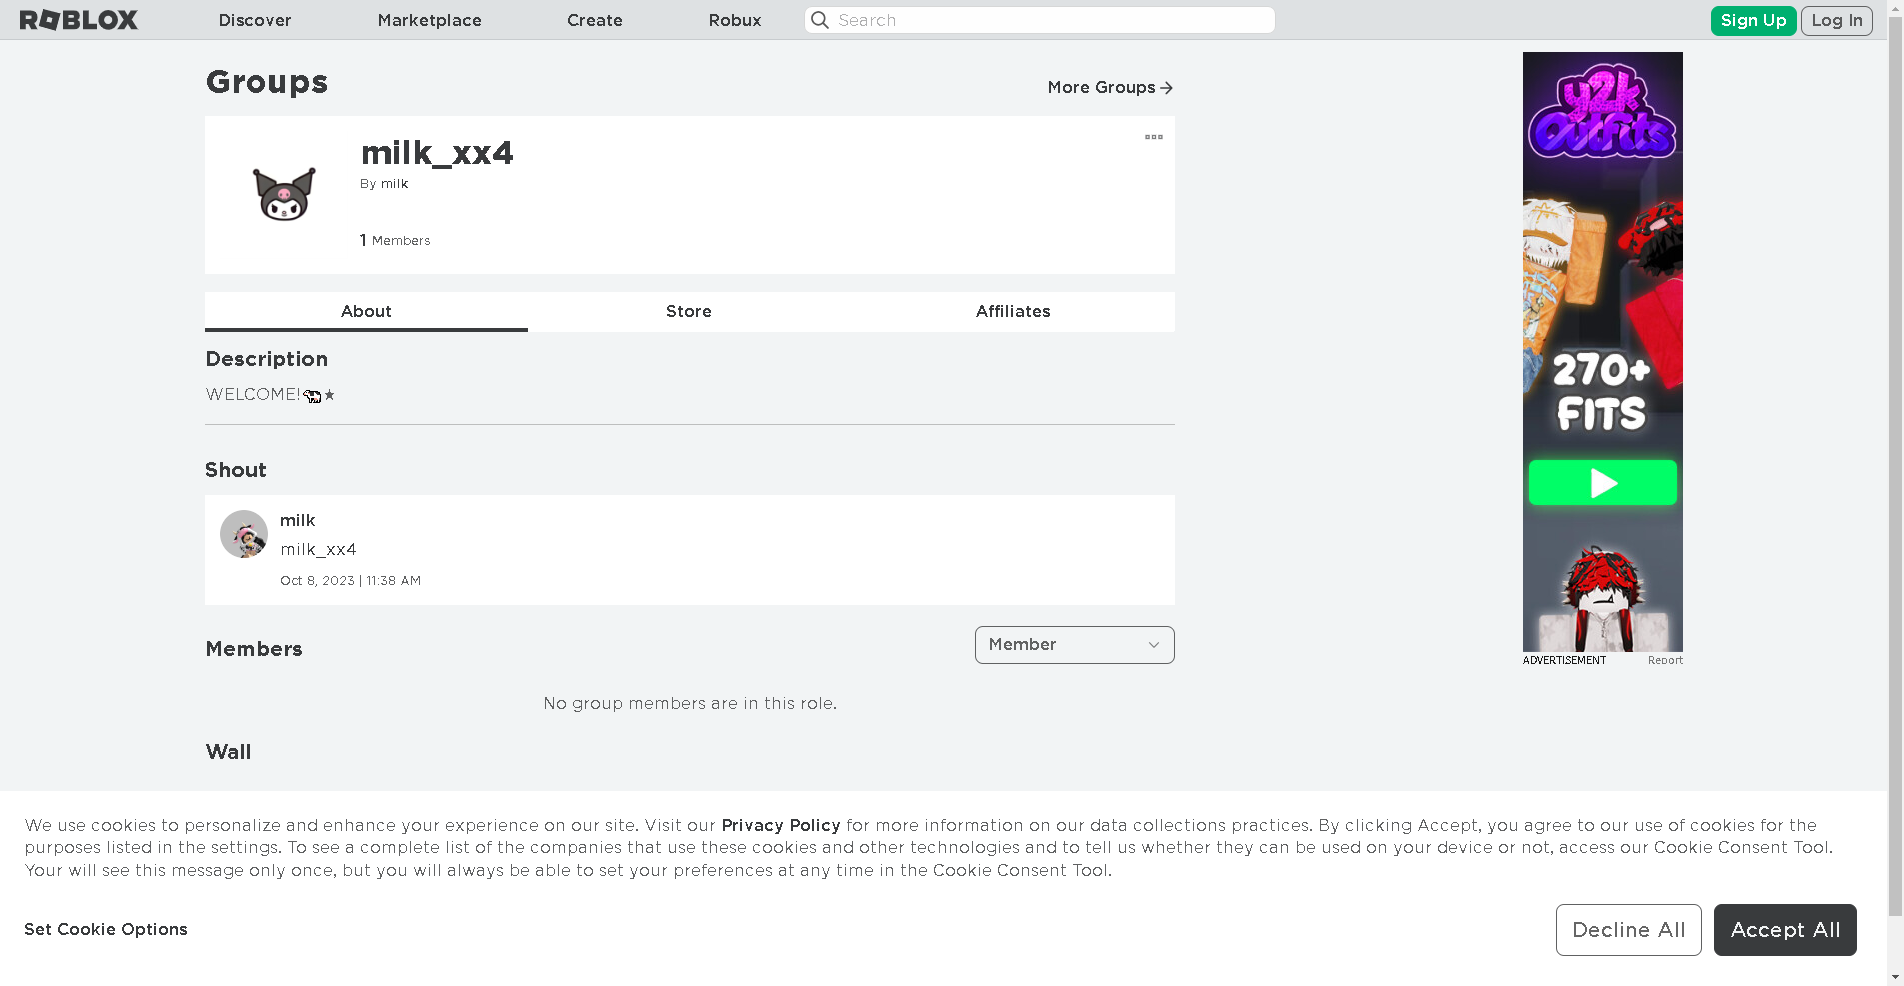 ROBLOX Discover Marketplace Create Robux Search Sign Up Log In
Groups
More Groups
milk_xx4
By milk
1 Members
About Store Affiliates
Description
WELCOME!🐄★
Shout
milk
milk_xx4
Oct 8, 2023 | 11:38 AM
Members
Member
No group members are in this role.
Wall
y2k
Outfits
270+
FITS
ADVERTISEMENT Report
We use cookies to personalize and enhance your experience on our site. Visit our Privacy Policy for more information on our data collections practices. By clicking Accept, you agree to our use of cookies for the
purposes listed in the settings. To see a complete list of the companies that use these cookies and other technologies and to tell us whether they can be used on your device or not, access our Cookie Consent Tool.
Your will see this message only once, but you will always be able to set your preferences at any time in the Cookie Consent Tool.
Set Cookie Options
Decline All
Accept All